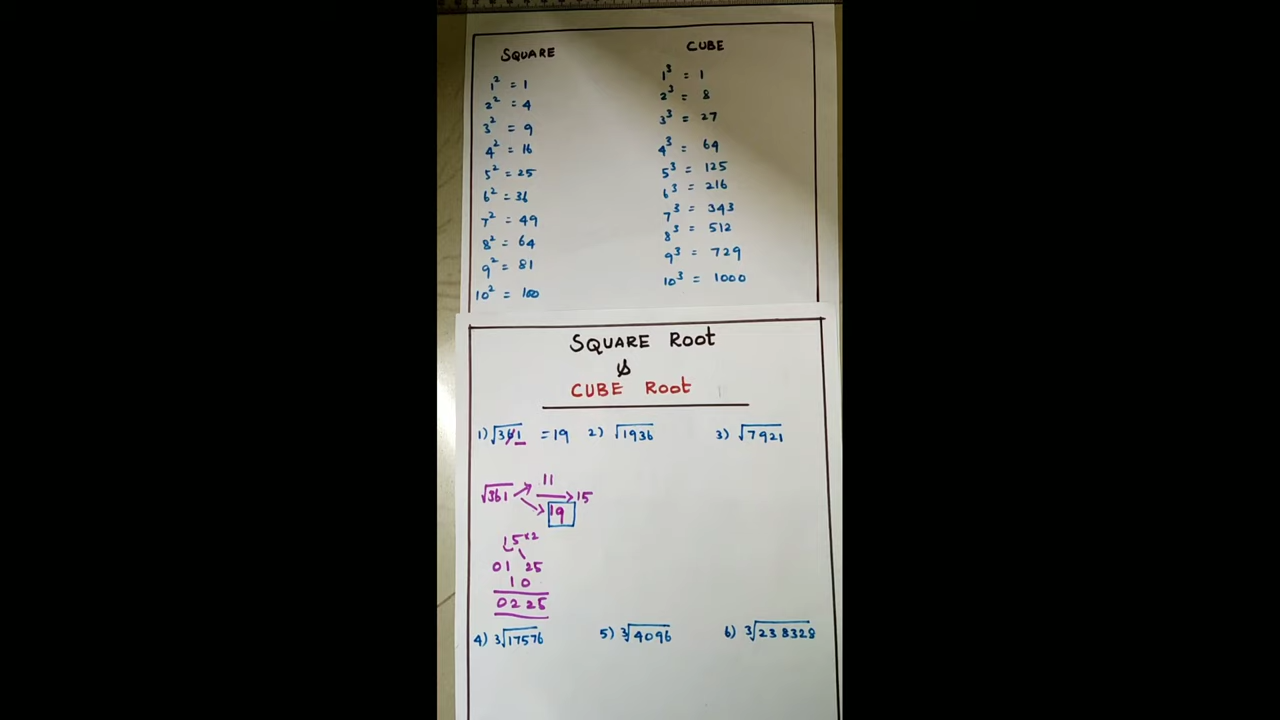 SQUARE
1² = 1
2² = 4
3² = 9
4² = 16
5² = 25
6² = 36
7² = 49
8² = 64
9² = 81
10² = 100
CUBE
1³ = 1
2³ = 8
3³ = 27
4³ = 64
5³ = 125
6³ = 216
7³ = 343
8³ = 512
9³ = 729
10³ = 1000
SQUARE Root
&
CUBE Root
1) √361 = 19 2) √1936 3) √7921
√361 11
15
19
15×2
01 25
10
0225
4) ³√17576 5) ³√4096 6) ³√238328